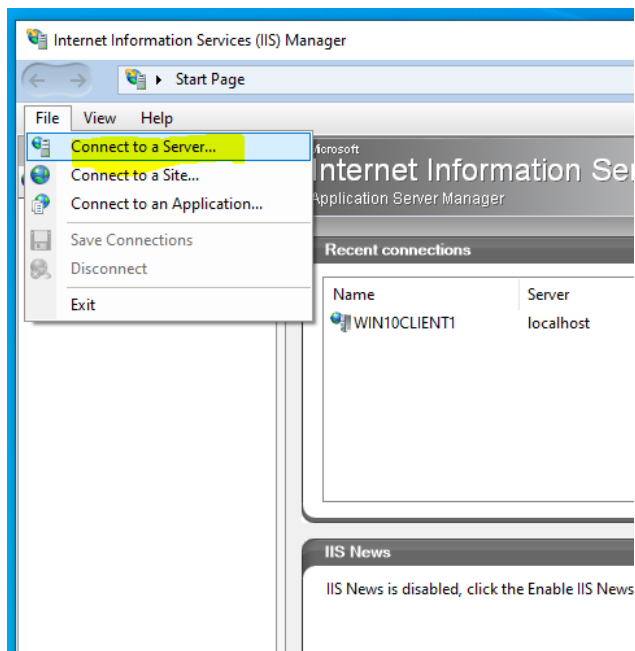 Internet Information Services (IIS) Manager
Start Page
File View Help
Connect to a Server...
Connect to a Site...
Connect to an Application...
Save Connections
Disconnect
Exit
Microsoft
Internet Information Ser
Application Server Manager
Recent connections
Name Server
WIN10CLIENT1 localhost
IIS News
IIS News is disabled, click the Enable IIS News